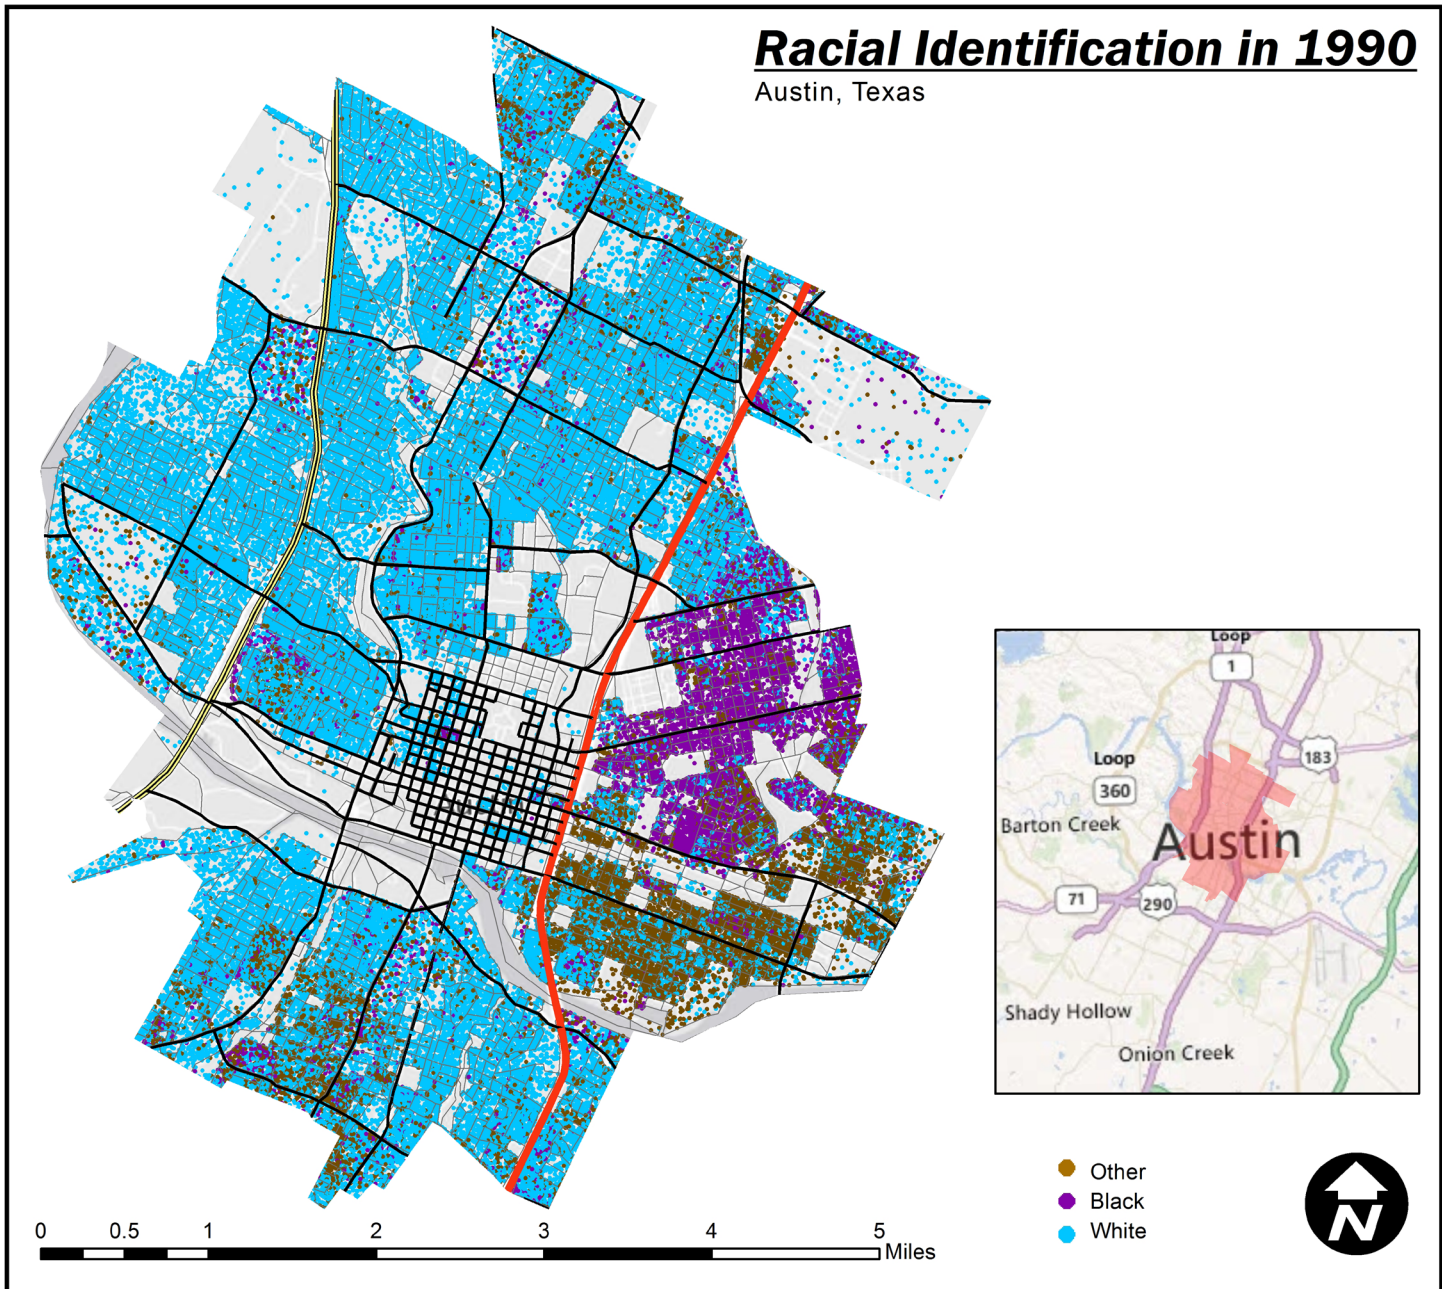 Racial Identification in 1990
Austin, Texas
Loop
1
183
Loop
360
Barton Creek
Austin
71
290
Shady Hollow
Onion Creek
Other
Black
White
0 0.5 1 2 3 4 5
Miles
N